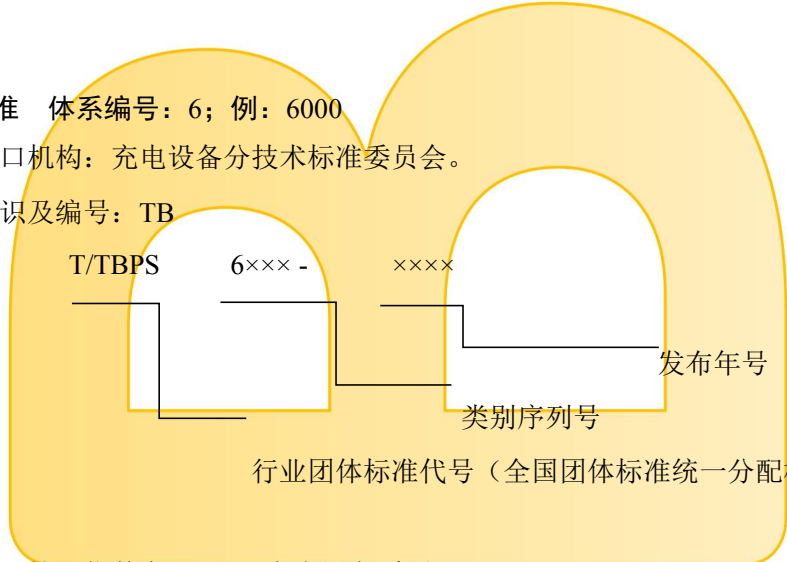 准 体系编号：6；例：6000
口机构：充电设备分技术标准委员会。
识及编号：TB
T/TBPS 6××× - ××××
发布年号
类别序列号
行业团体标准代号（全国团体标准统一分配